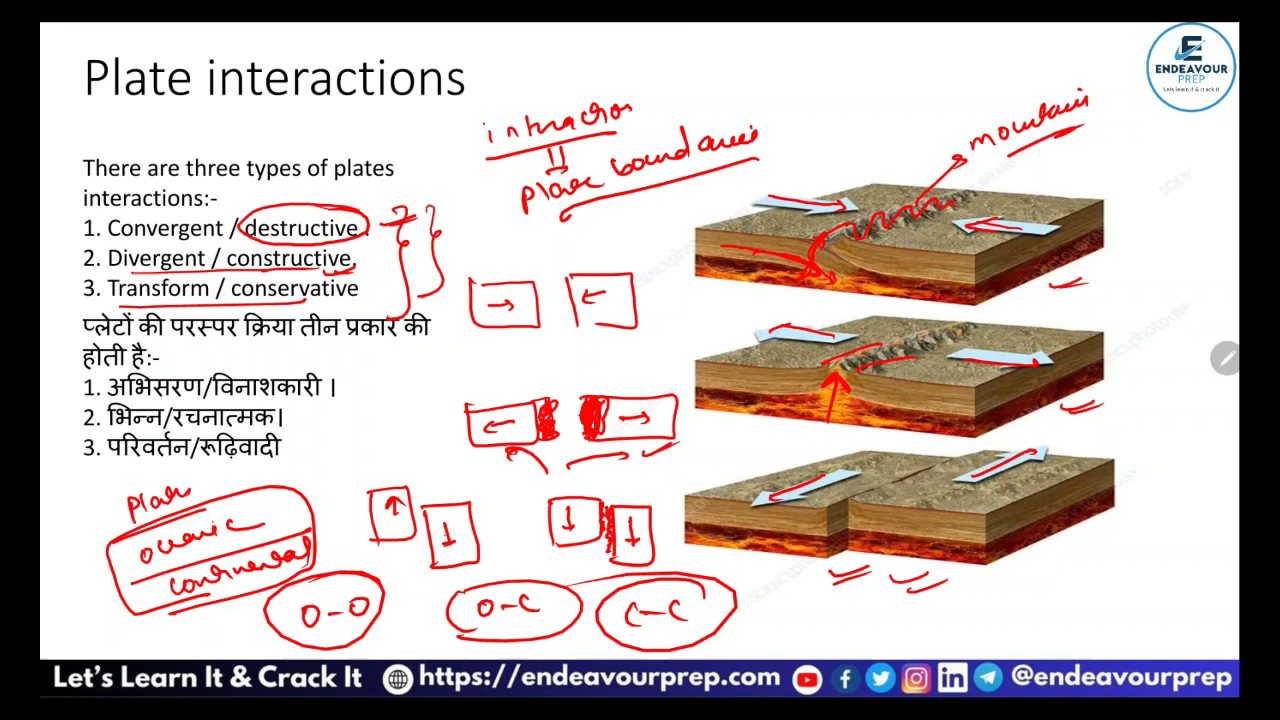 Plate interactions
ENDEAVOUR
PREP
Lets learn it & crack it
interaction
plate boundaries
mountain
There are three types of plates
interactions:-
1. Convergent / destructive.
2. Divergent / constructive,
3. Transform / conservative
प्लेटों की परस्पर क्रिया तीन प्रकार की
होती है:-
1. अभिसरण/विनाशकारी ।
2. भिन्न/रचनात्मक।
3. परिवर्तन/रूढ़िवादी
Plate
oceanic
continental
O-O
O-C
C-C
Let's Learn It & Crack It
https://endeavourprep.com
@endeavourprep